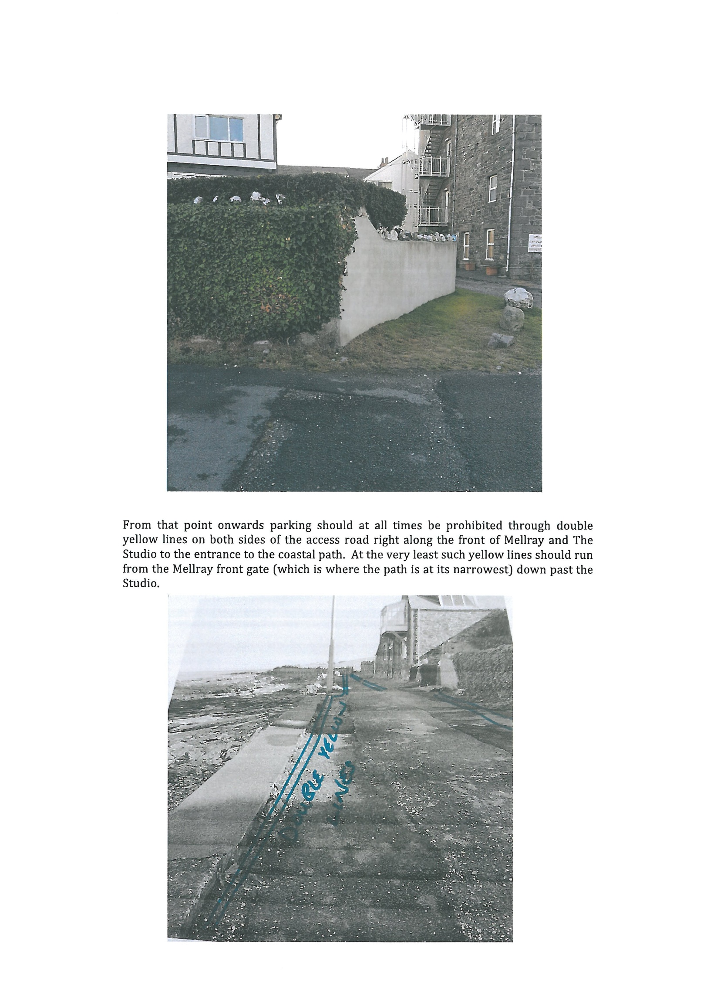 From that point onwards parking should at all times be prohibited through double
yellow lines on both sides of the access road right along the front of Mellray and The
Studio to the entrance to the coastal path.  At the very least such yellow lines should run
from the Mellray front gate (which is where the path is at its narrowest) down past the
Studio.
DOUBLE YELLOW
LINES